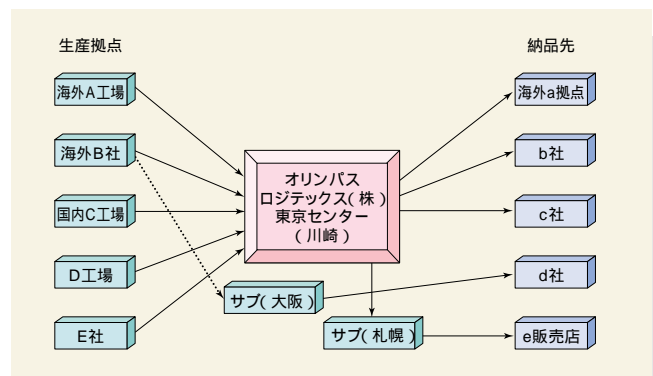 生産拠点
納品先
海外A工場
海外B社
国内C工場
D工場
E社
オリンパス
ロジテックス(株)
東京センター
(川崎)
サブ(大阪)
サブ(札幌)
海外a拠点
b社
c社
d社
e販売店